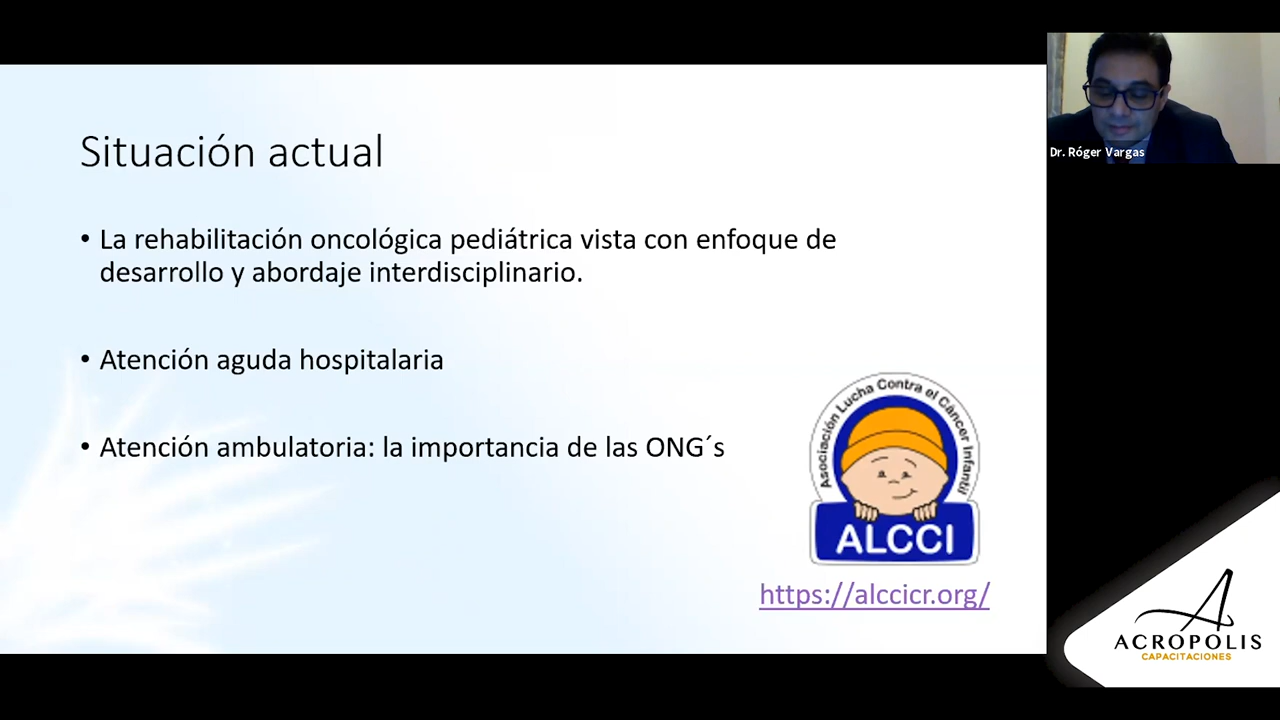 Situación actual
• La rehabilitación oncológica pediátrica vista con enfoque de
desarrollo y abordaje interdisciplinario.
• Atención aguda hospitalaria
• Atención ambulatoria: la importancia de las ONG´s
Asociación Lucha Contra el Cáncer Infantil
ALCCI
https://alccicr.org/
Dr. Róger Vargas
ACROPOLIS
CAPACITACIONES